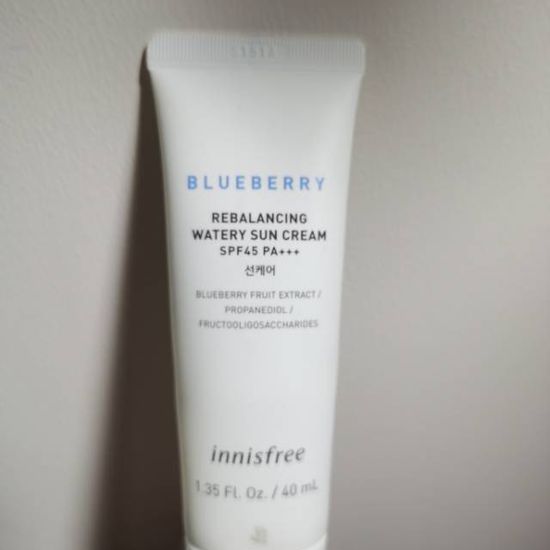 BLUEBERRY
REBALANCING
WATERY SUN CREAM
SPF45 PA+++
선케어
BLUEBERRY FRUIT EXTRACT /
PROPANEDIOL /
FRUCTOOLIGOSACCHARIDES
innisfree
1.35 Fl. Oz. / 40 mL